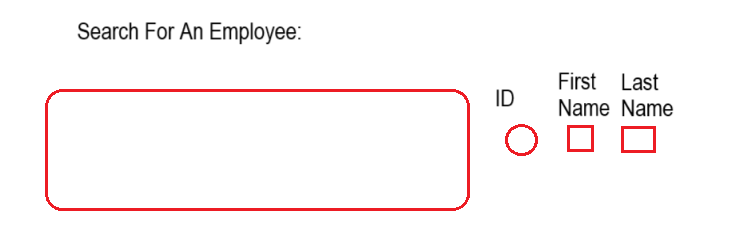 Search For An Employee:
ID
First
Name
Last
Name